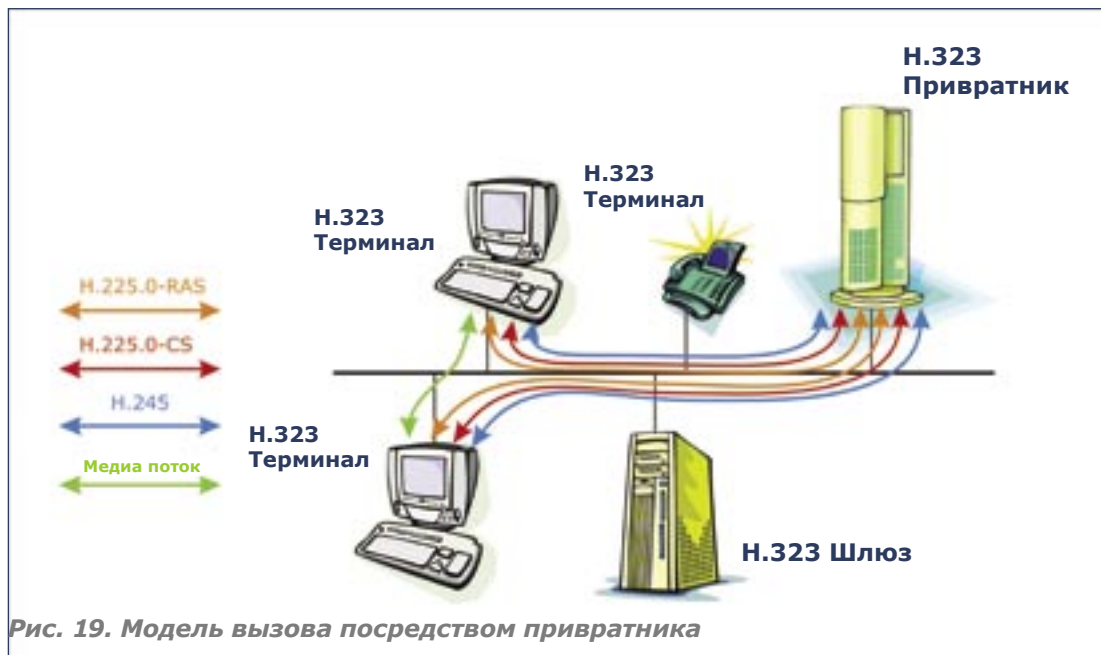 H.323
Привратник
H.323
Терминал
H.323
Терминал
H.225.0-RAS
H.225.0-CS
H.245
Медиа поток
H.323
Терминал
H.323 Шлюз
Рис. 19. Модель вызова посредством привратника